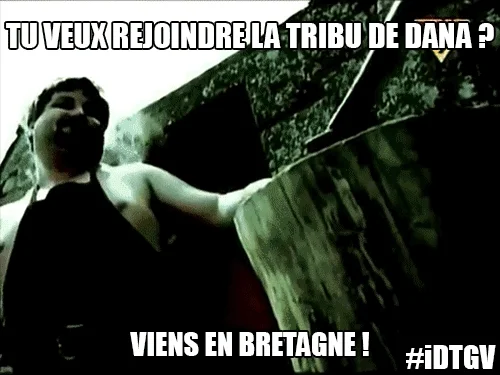 TU VEUX REJOINDRE LA TRIBU DE DANA ?
VIENS EN BRETAGNE !
#iDTGV